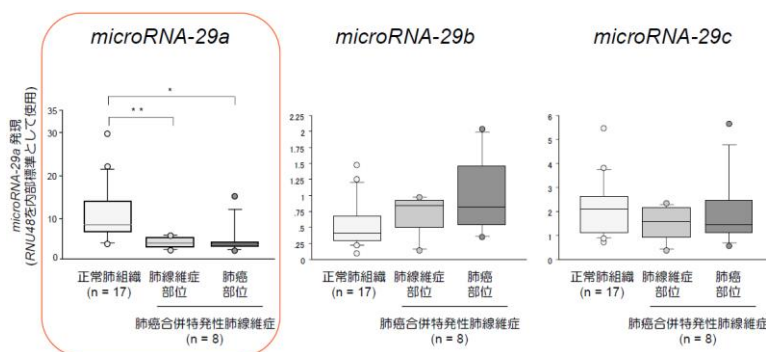 microRNA-29a
microRNA-29a 発現
(RNU48を内部標準として使用)
35
30
20
10
0
*
**
正常肺組織
(n = 17)
肺線維症
部位
肺癌
部位
肺癌合併特発性肺線維症
(n = 8)
microRNA-29b
2.25
2
1.75
1.5
1.25
1
.75
.5
.25
0
正常肺組織
(n = 17)
肺線維症
部位
肺癌
部位
肺癌合併特発性肺線維症
(n = 8)
microRNA-29c
6
5
4
3
2
1
0
正常肺組織
(n = 17)
肺線維症
部位
肺癌
部位
肺癌合併特発性肺線維症
(n = 8)